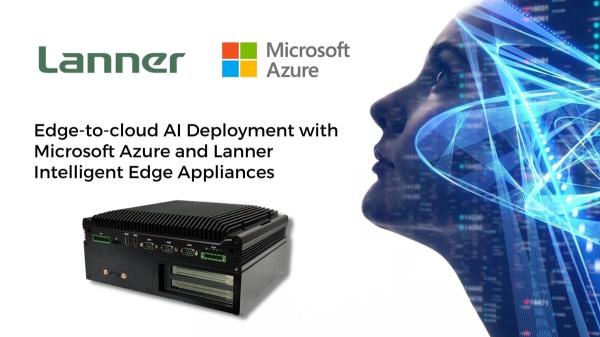 Lanner
Microsoft
Azure
Edge-to-cloud AI Deployment with
Microsoft Azure and Lanner
Intelligent Edge Appliances